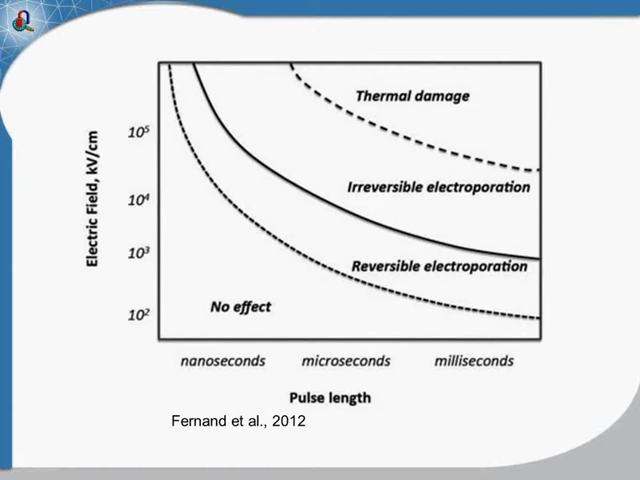 Thermal damage
10⁵
Irreversible electroporation
10⁴
Electric Field, kV/cm
10³
Reversible electroporation
No effect
10²
nanoseconds microseconds milliseconds
Pulse length
Fernand et al., 2012